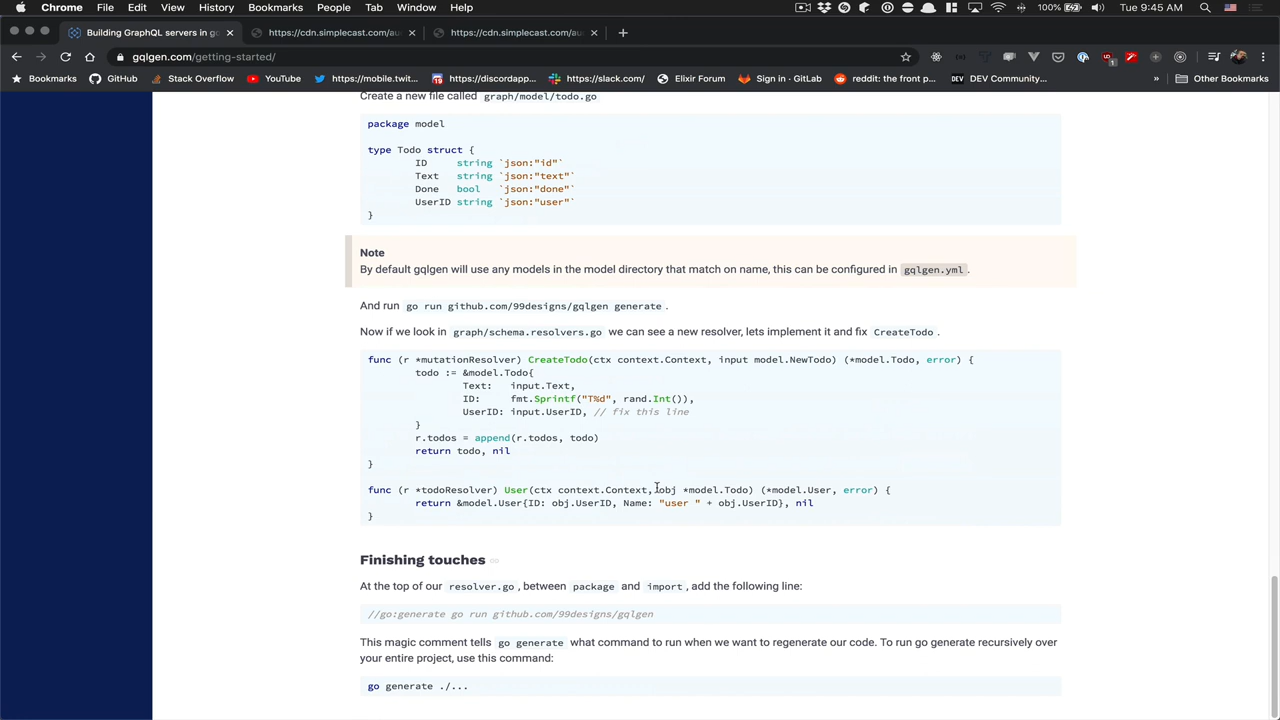 Chrome File Edit View History Bookmarks People Tab Window Help 100% Tue 9:45 AM
Building GraphQL servers in go × https://cdn.simplecast.com/au × https://cdn.simplecast.com/au × +
gqlgen.com/getting-started/
Bookmarks GitHub Stack Overflow YouTube https://mobile.twit... https://discordapp... https://slack.com/ Elixir Forum Sign in · GitLab reddit: the front p... DEV Community... » Other Bookmarks
Create a new file called graph/model/todo.go
package model
type Todo struct {
ID string `json:"id"`
Text string `json:"text"`
Done bool `json:"done"`
UserID string `json:"user"`
}
Note
By default gqlgen will use any models in the model directory that match on name, this can be configured in gqlgen.yml.
And run go run github.com/99designs/gqlgen generate.
Now if we look in graph/schema.resolvers.go we can see a new resolver, lets implement it and fix CreateTodo.
func (r *mutationResolver) CreateTodo(ctx context.Context, input model.NewTodo) (*model.Todo, error) {
todo := &model.Todo{
Text: input.Text,
ID: fmt.Sprintf("T%d", rand.Int()),
UserID: input.UserID, // fix this line
}
r.todos = append(r.todos, todo)
return todo, nil
}
func (r *todoResolver) User(ctx context.Context, obj *model.Todo) (*model.User, error) {
return &model.User{ID: obj.UserID, Name: "user " + obj.UserID}, nil
}
Finishing touches
At the top of our resolver.go, between package and import, add the following line:
//go:generate go run github.com/99designs/gqlgen
This magic comment tells go generate what command to run when we want to regenerate our code. To run go generate recursively over
your entire project, use this command:
go generate ./...